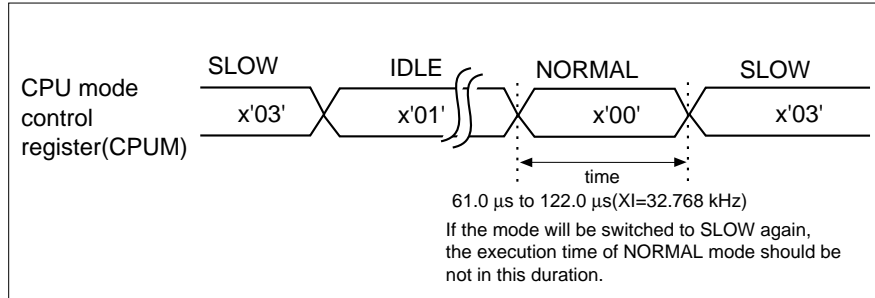 SLOW IDLE NORMAL SLOW
CPU mode
control
register(CPUM)
x'03' x'01' x'00' x'03'
time
61.0 μs to 122.0 μs(XI=32.768 kHz)
If the mode will be switched to SLOW again,
the execution time of NORMAL mode should be
not in this duration.